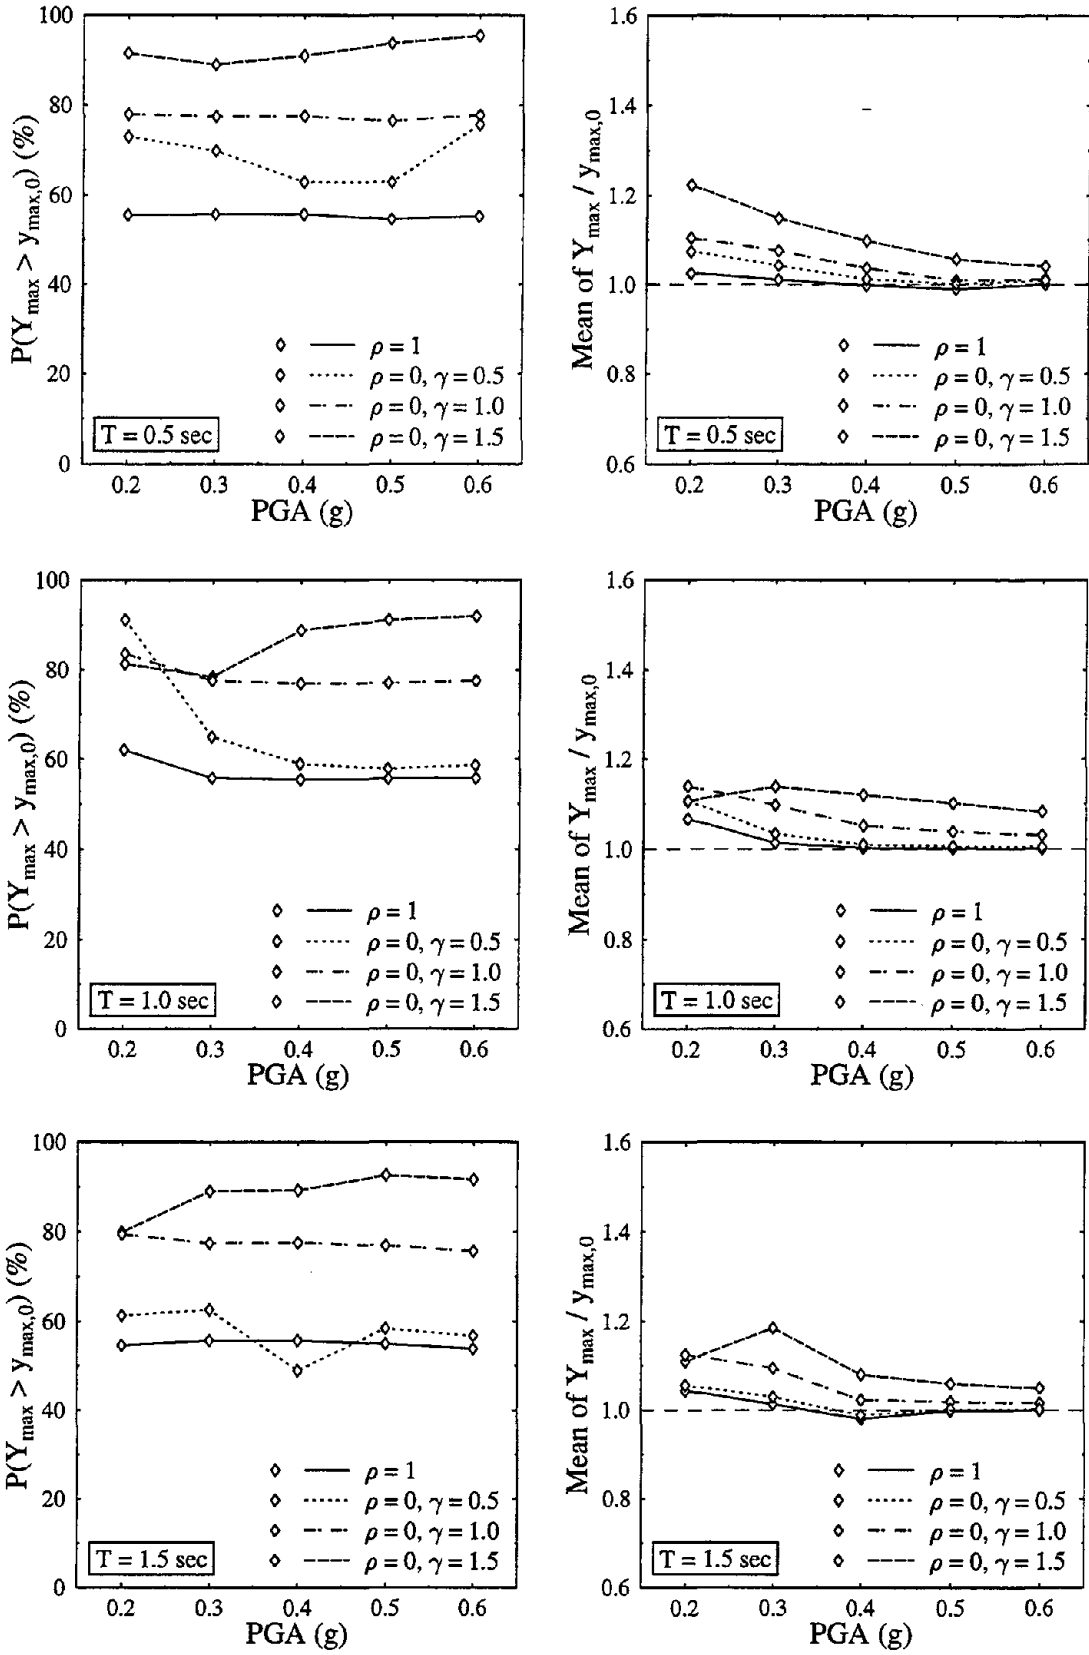 100
80
60
40
20
0
P(Y_max > y_max,0) (%)
ρ = 1
ρ = 0, γ = 0.5
ρ = 0, γ = 1.0
ρ = 0, γ = 1.5
T = 0.5 sec
0.2 0.3 0.4 0.5 0.6
PGA (g)
1.6
1.4
1.2
1.0
0.8
0.6
Mean of Y_max / y_max,0
ρ = 1
ρ = 0, γ = 0.5
ρ = 0, γ = 1.0
ρ = 0, γ = 1.5
T = 0.5 sec
0.2 0.3 0.4 0.5 0.6
PGA (g)
100
80
60
40
20
0
P(Y_max > y_max,0) (%)
ρ = 1
ρ = 0, γ = 0.5
ρ = 0, γ = 1.0
ρ = 0, γ = 1.5
T = 1.0 sec
0.2 0.3 0.4 0.5 0.6
PGA (g)
1.6
1.4
1.2
1.0
0.8
0.6
Mean of Y_max / y_max,0
ρ = 1
ρ = 0, γ = 0.5
ρ = 0, γ = 1.0
ρ = 0, γ = 1.5
T = 1.0 sec
0.2 0.3 0.4 0.5 0.6
PGA (g)
100
80
60
40
20
0
P(Y_max > y_max,0) (%)
ρ = 1
ρ = 0, γ = 0.5
ρ = 0, γ = 1.0
ρ = 0, γ = 1.5
T = 1.5 sec
0.2 0.3 0.4 0.5 0.6
PGA (g)
1.6
1.4
1.2
1.0
0.8
0.6
Mean of Y_max / y_max,0
ρ = 1
ρ = 0, γ = 0.5
ρ = 0, γ = 1.0
ρ = 0, γ = 1.5
T = 1.5 sec
0.2 0.3 0.4 0.5 0.6
PGA (g)